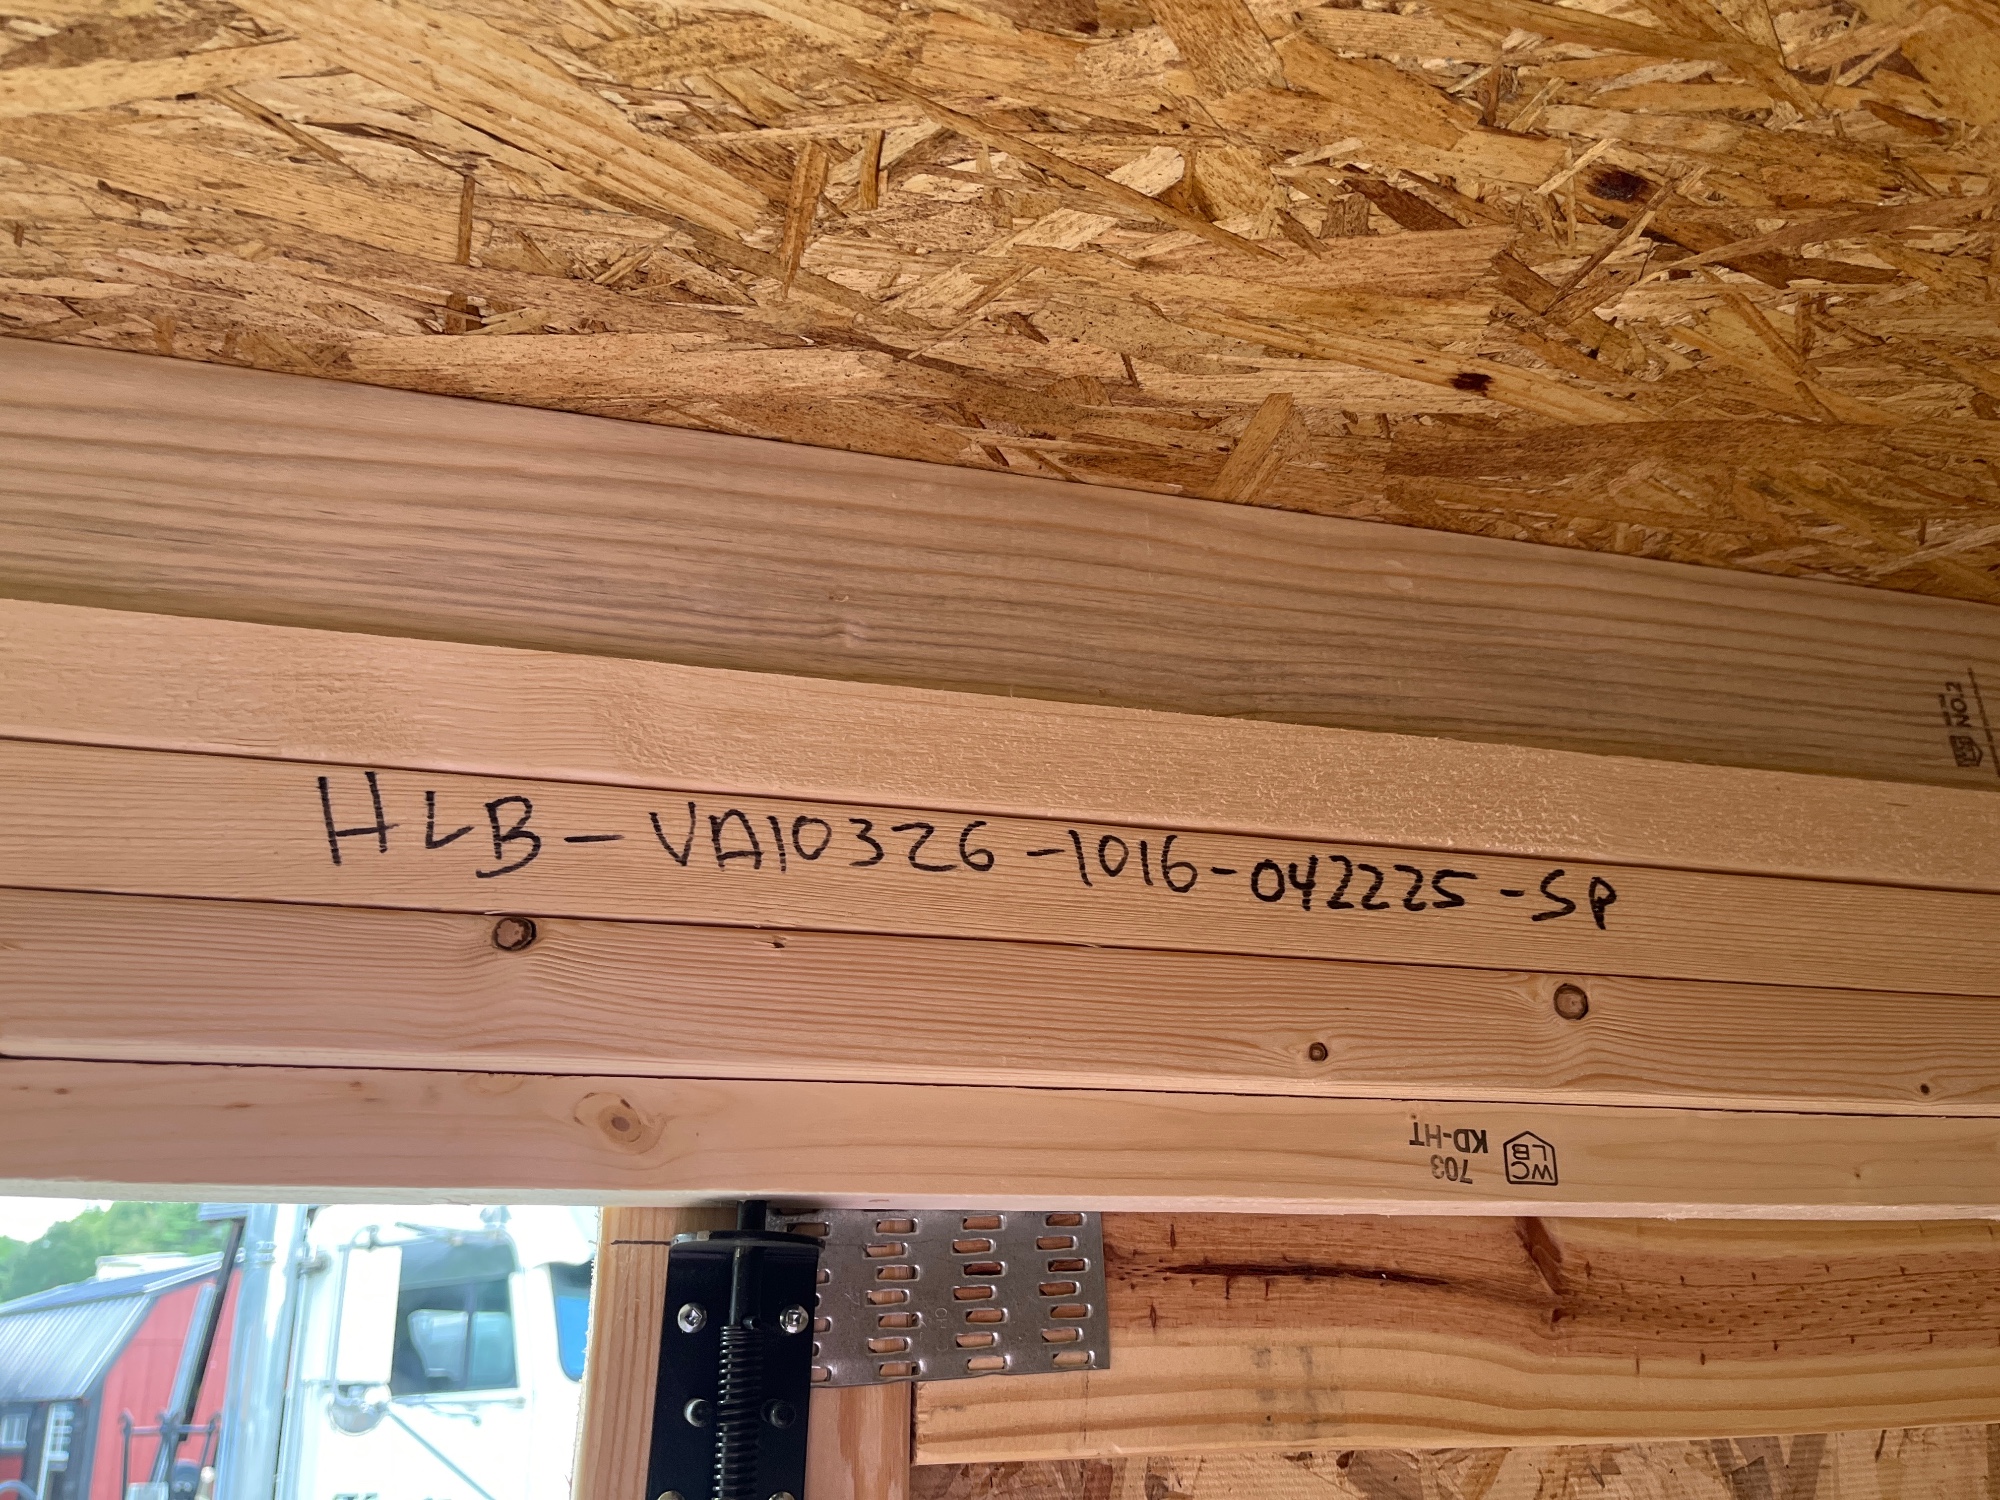 NO.2
HLB-VA10326-1016-042225-SP
WC
LB
703
KD-HT